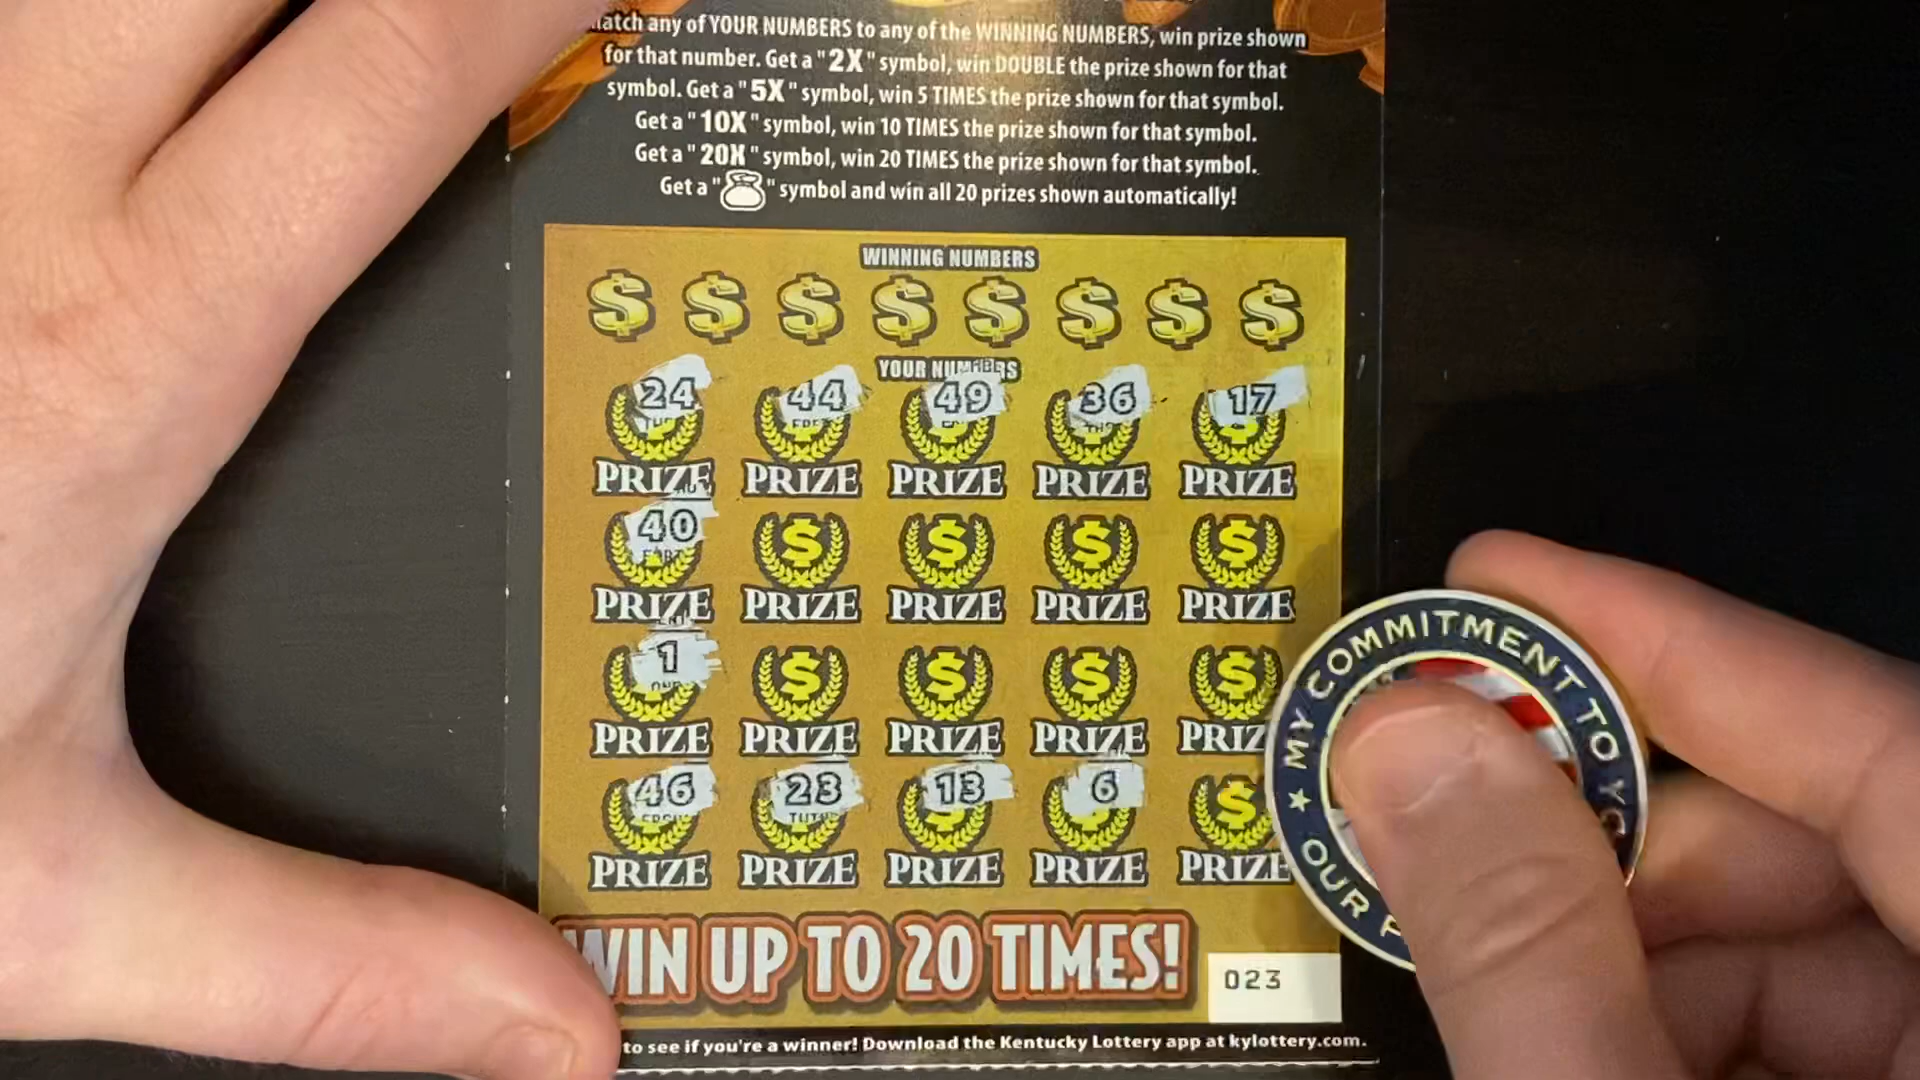 atch any of YOUR NUMBERS to any of the WINNING NUMBERS, win prize shown
for that number. Get a "2X" symbol, win DOUBLE the prize shown for that
symbol. Get a "5X" symbol, win 5 TIMES the prize shown for that symbol.
Get a "10X" symbol, win 10 TIMES the prize shown for that symbol.
Get a "20X" symbol, win 20 TIMES the prize shown for that symbol.
Get a " " symbol and win all 20 prizes shown automatically!
WINNING NUMBERS
$ $ $ $ $ $ $ $
YOUR NUMBERS
24 44 49 36 17
PRIZE PRIZE PRIZE PRIZE PRIZE
40 $ $ $ $
PRIZE PRIZE PRIZE PRIZE PRIZE
1 $ $ $ $
ONE
PRIZE PRIZE PRIZE PRIZE PRIZ
46 23 13 6 $
PRIZE PRIZE PRIZE PRIZE PRIZE
WIN UP TO 20 TIMES!
023
to see if you're a winner! Download the Kentucky Lottery app at kylottery.com.
MY COMMITMENT TO
OUR